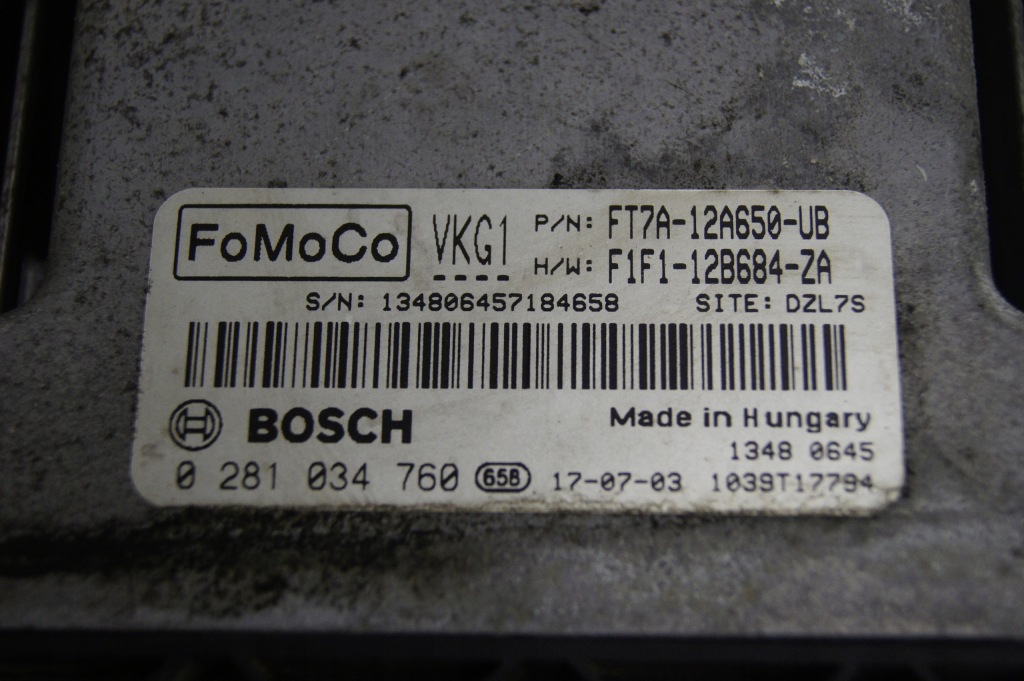 FoMoCo VKG1 P/N: FT7A-12A650-UB
H/W: F1F1-12B684-ZA
S/N: 134806457184658 SITE: DZL7S
BOSCH Made in Hungary
1348 0645
0 281 034 760 65B 17-07-03 1039T17794